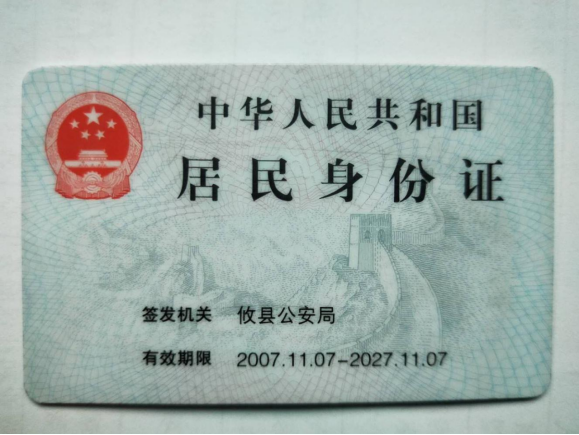 中华人民共和国
居民身份证
签发机关 攸县公安局
有效期限 2007.11.07-2027.11.07